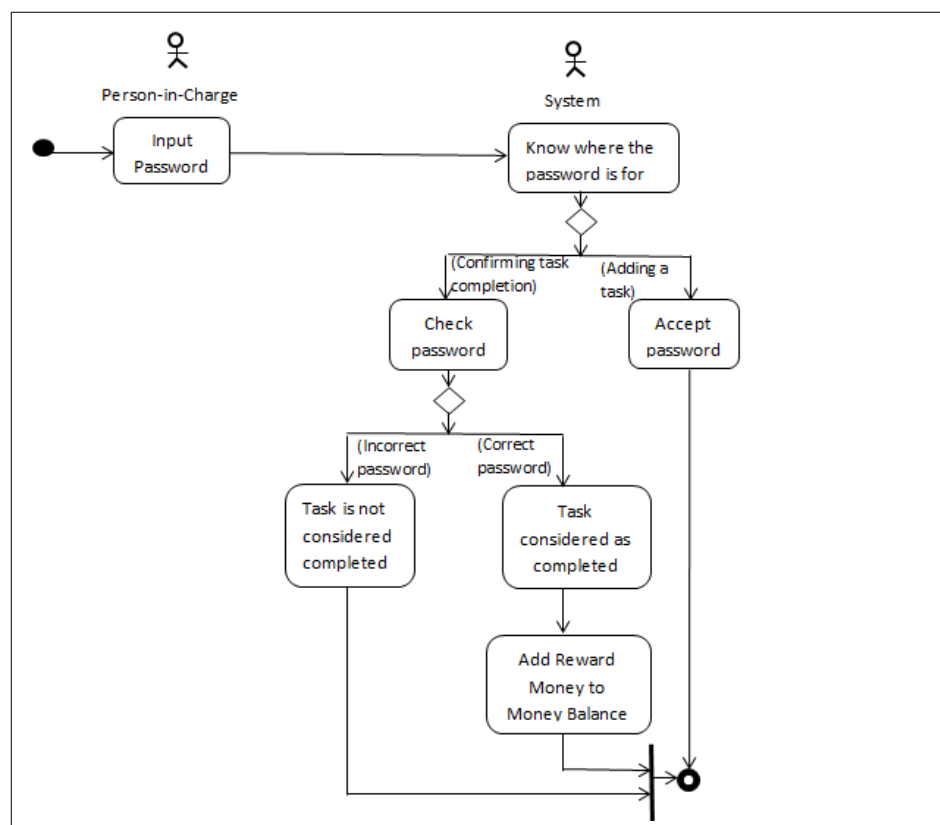 Person-in-Charge
System
Input
Password
Know where the
password is for
(Confirming task
completion)
(Adding a
task)
Check
password
Accept
password
(Incorrect
password)
(Correct
password)
Task is not
considered
completed
Task
considered as
completed
Add Reward
Money to
Money Balance